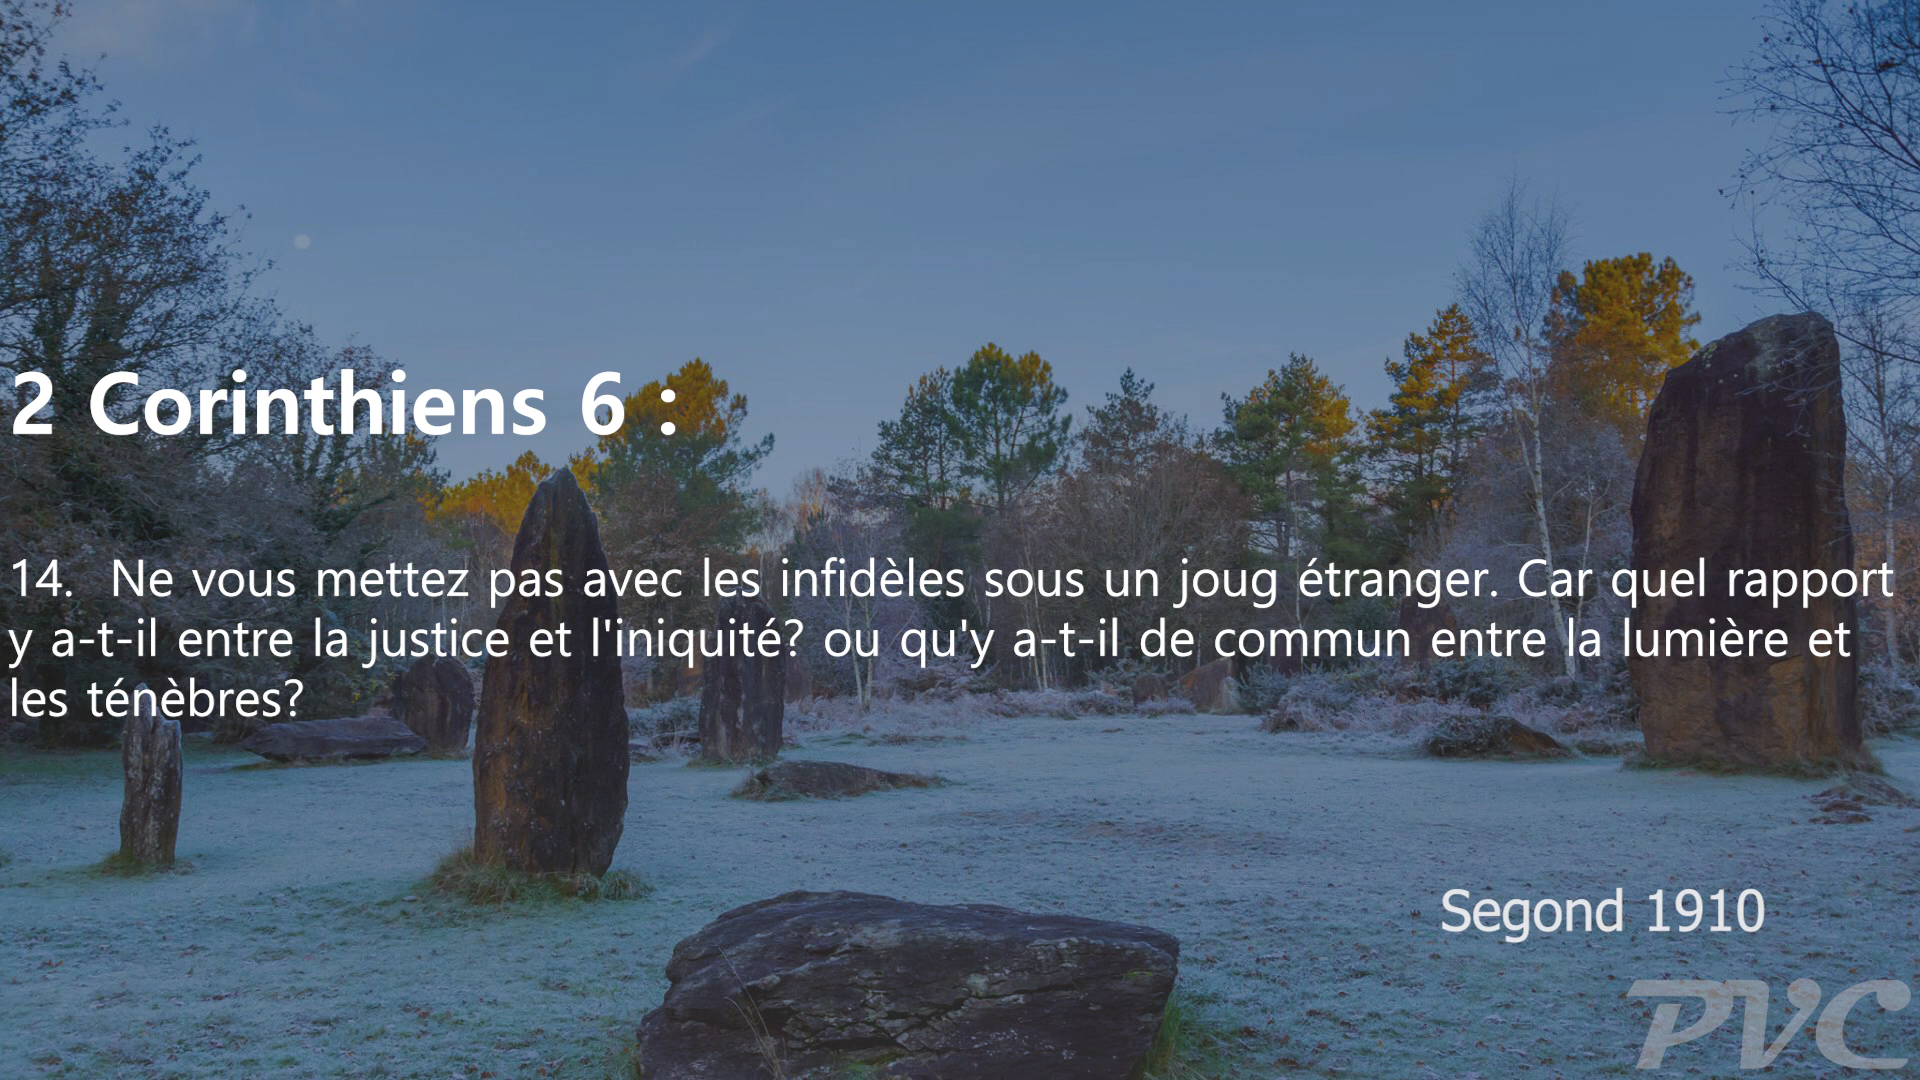 2 Corinthiens 6 :
14. Ne vous mettez pas avec les infidèles sous un joug étranger. Car quel rapport
y a-t-il entre la justice et l'iniquité? ou qu'y a-t-il de commun entre la lumière et
les ténèbres?
Segond 1910
PVC